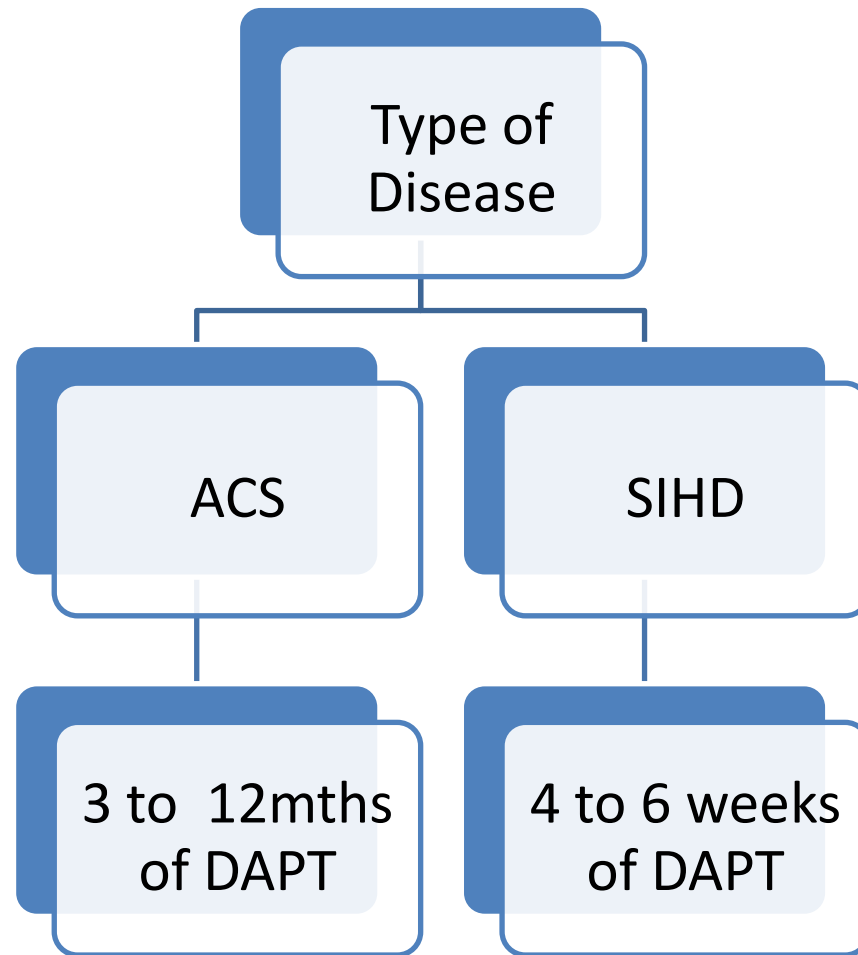 Type of
Disease
ACS
SIHD
3 to 12mths
of DAPT
4 to 6 weeks
of DAPT